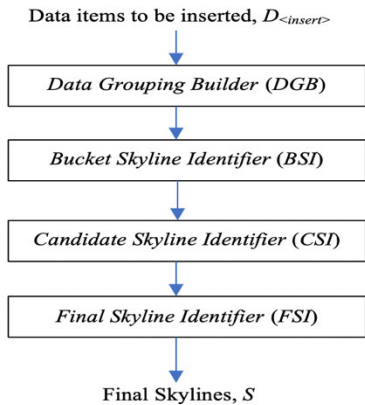 Data items to be inserted, D<insert>
Data Grouping Builder (DGB)
Bucket Skyline Identifier (BSI)
Candidate Skyline Identifier (CSI)
Final Skyline Identifier (FSI)
Final Skylines, S